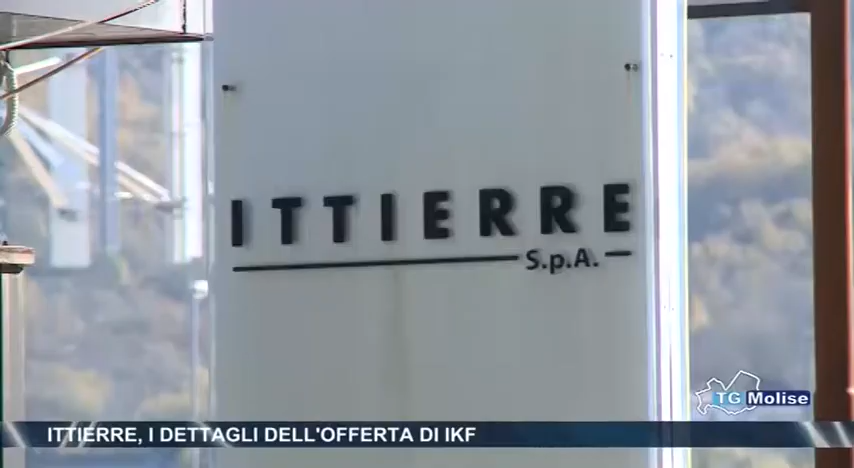 ITTIERRE
S.p.A.
TG Molise
ITTIERRE, I DETTAGLI DELL'OFFERTA DI IKF